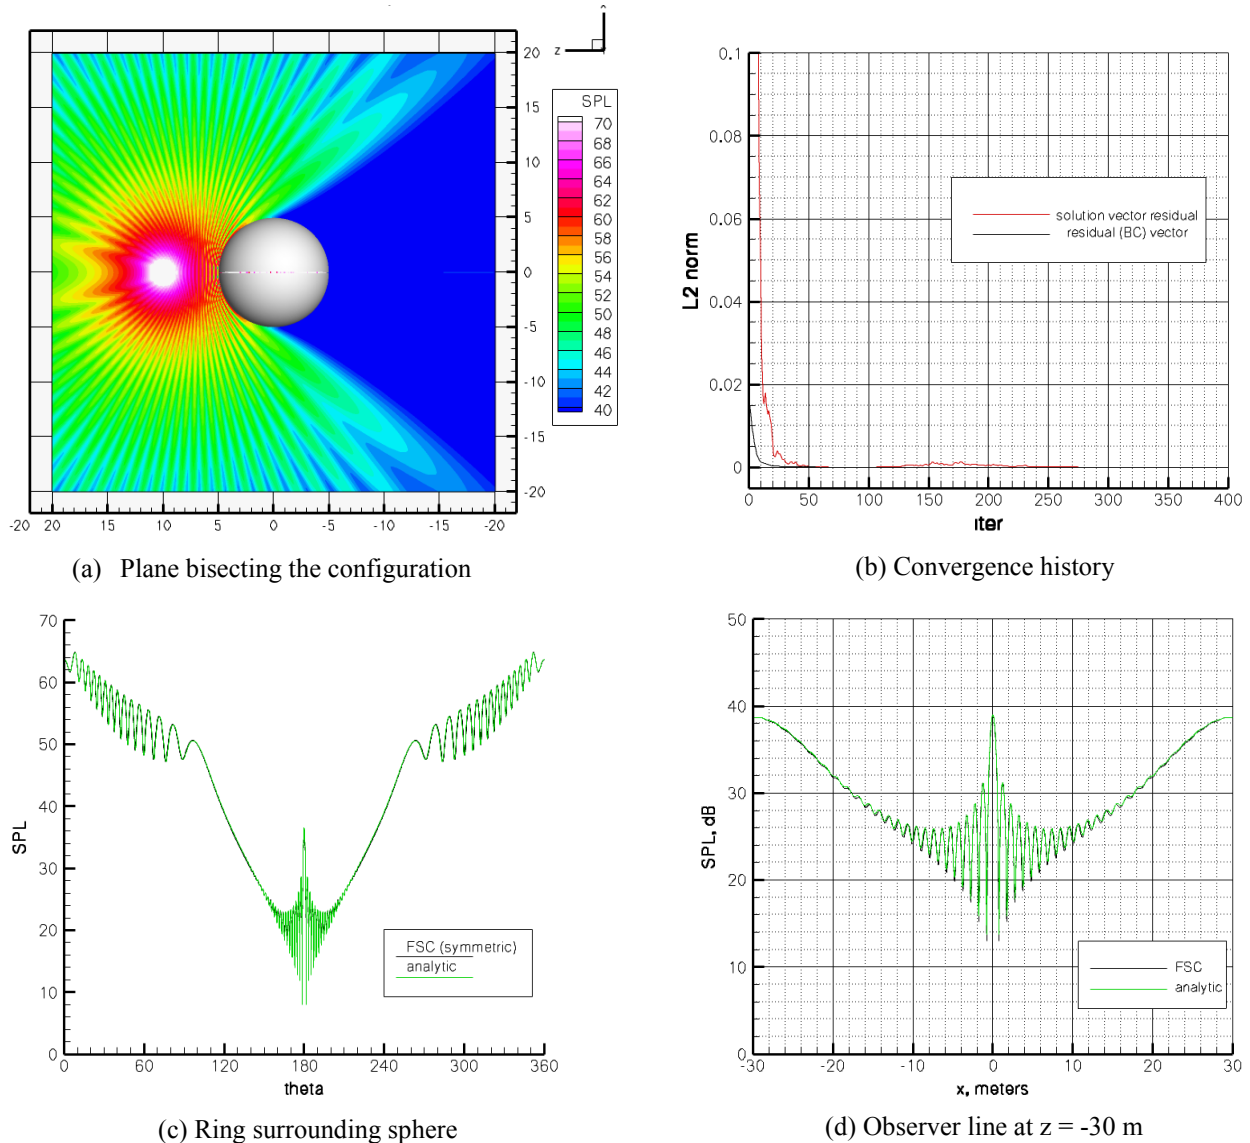 z
SPL
70
68
66
64
62
60
58
56
54
52
50
48
46
44
42
40
20
15
10
5
0
-5
-10
-15
-20
-20 20 15 10 5 0 -5 -10 -15 -20
(a) Plane bisecting the configuration
0.1
0.08
0.06
0.04
0.02
0
L2 norm
solution vector residual
residual (BC) vector
0 50 100 150 200 250 300 350 400
iter
(b) Convergence history
70
60
50
40
30
20
10
0
SPL
FSC (symmetric)
analytic
0 60 120 180 240 300 360
theta
(c) Ring surrounding sphere
50
40
30
20
10
0
SPL, dB
FSC
analytic
-30 -20 -10 0 10 20 30
x, meters
(d) Observer line at z = -30 m